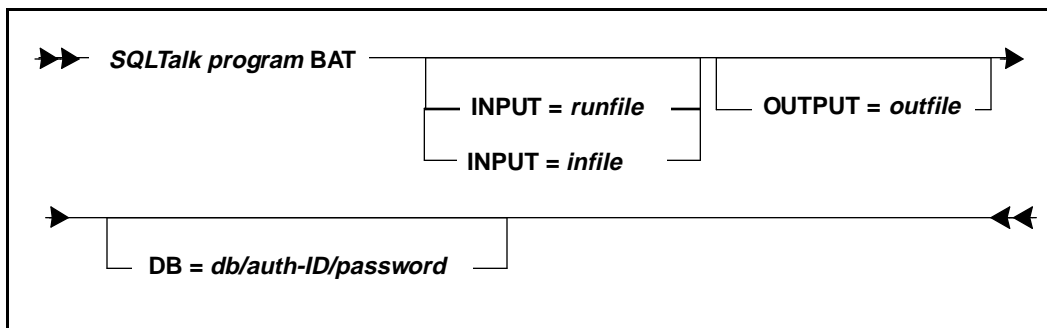 SQLTalk program BAT
INPUT = runfile
OUTPUT = outfile
INPUT = infile
DB = db/auth-ID/password